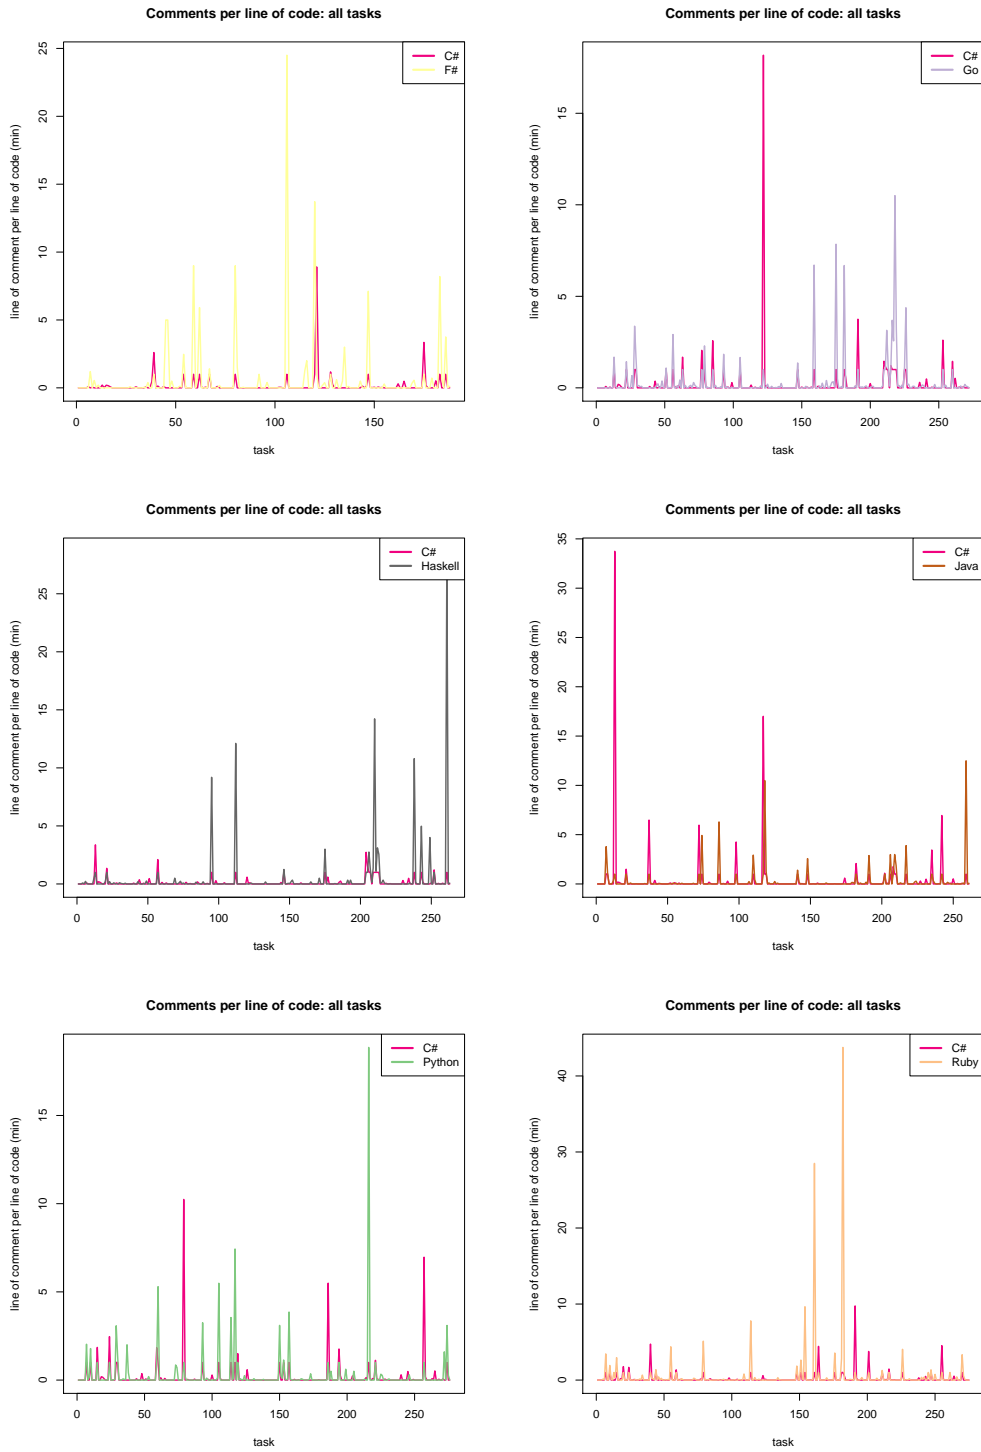 Comments per line of code: all tasks
C#
F#
25
20
15
10
5
0
line of comment per line of code (min)
0
50
100
150
task
Comments per line of code: all tasks
C#
Go
15
10
5
0
line of comment per line of code (min)
0
50
100
150
200
250
task
Comments per line of code: all tasks
C#
Haskell
25
20
15
10
5
0
line of comment per line of code (min)
0
50
100
150
200
250
task
Comments per line of code: all tasks
C#
Java
35
30
25
20
15
10
5
0
line of comment per line of code (min)
0
50
100
150
200
250
task
Comments per line of code: all tasks
C#
Python
15
10
5
0
line of comment per line of code (min)
0
50
100
150
200
250
task
Comments per line of code: all tasks
C#
Ruby
40
30
20
10
0
line of comment per line of code (min)
0
50
100
150
200
250
task